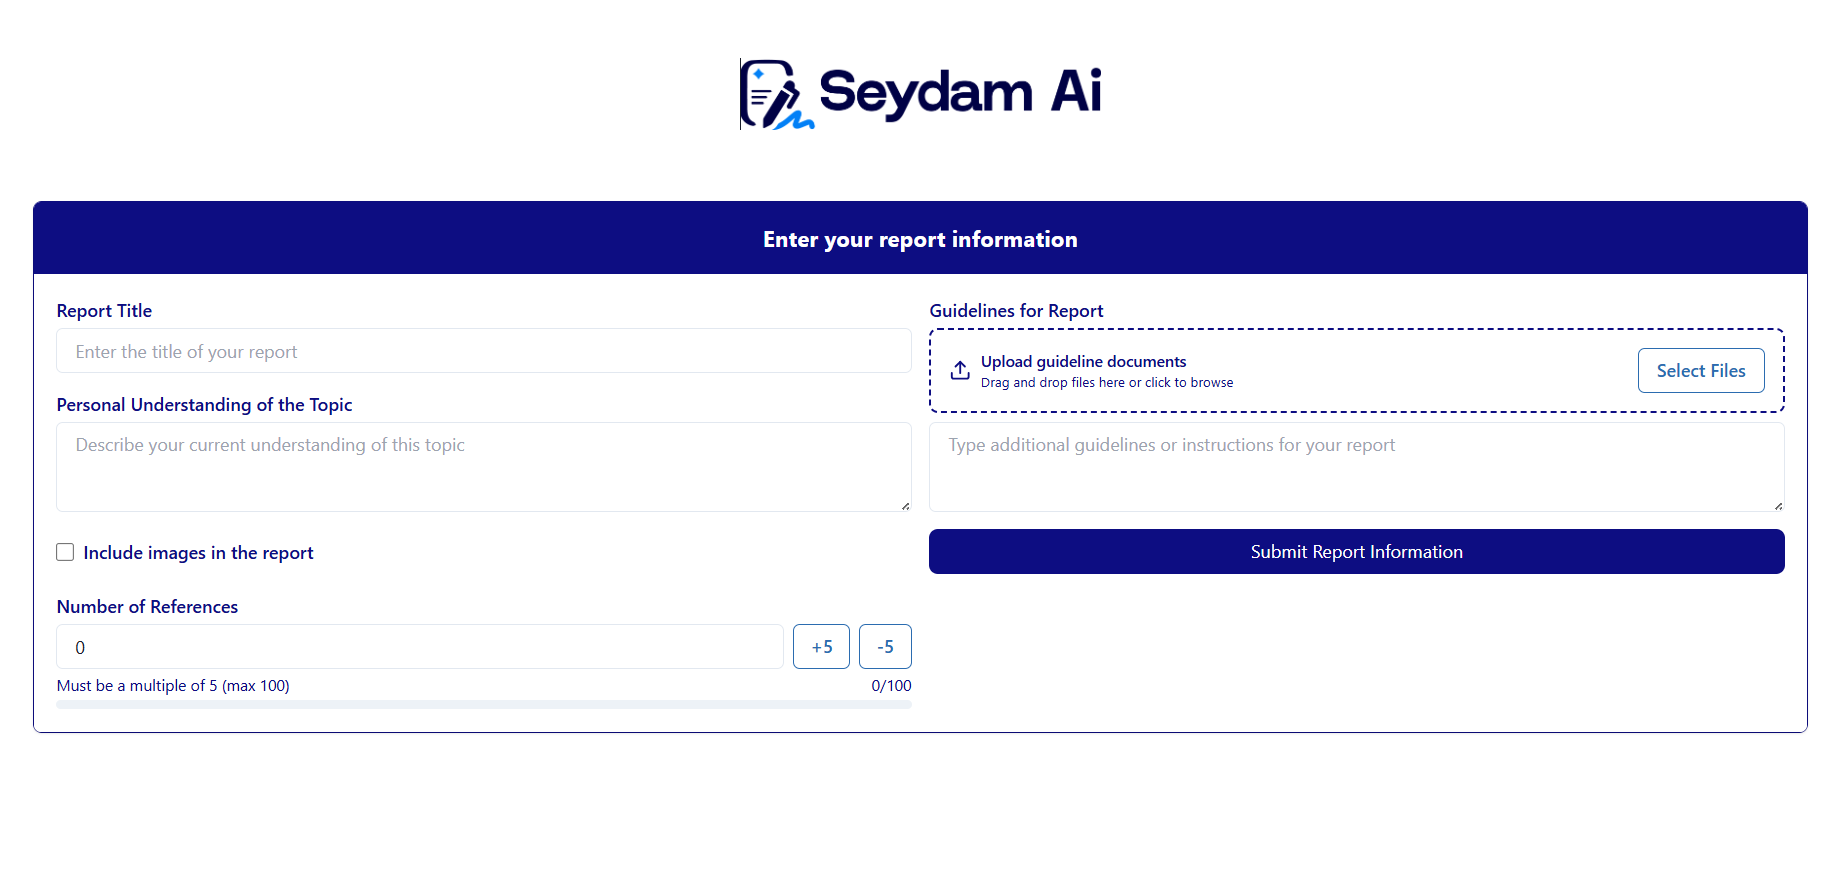 Seydam Ai
Enter your report information
Report Title
Enter the title of your report
Personal Understanding of the Topic
Describe your current understanding of this topic
Include images in the report
Number of References
0
+5
-5
Must be a multiple of 5 (max 100)
0/100
Guidelines for Report
Upload guideline documents
Drag and drop files here or click to browse
Select Files
Type additional guidelines or instructions for your report
Submit Report Information